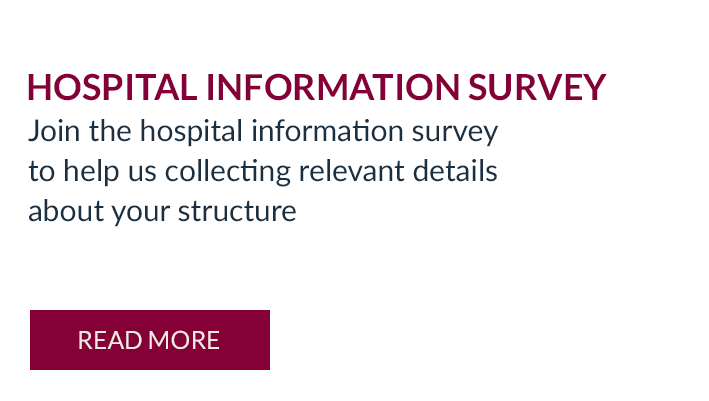 HOSPITAL INFORMATION SURVEY
Join the hospital information survey
to help us collecting relevant details
about your structure
READ MORE